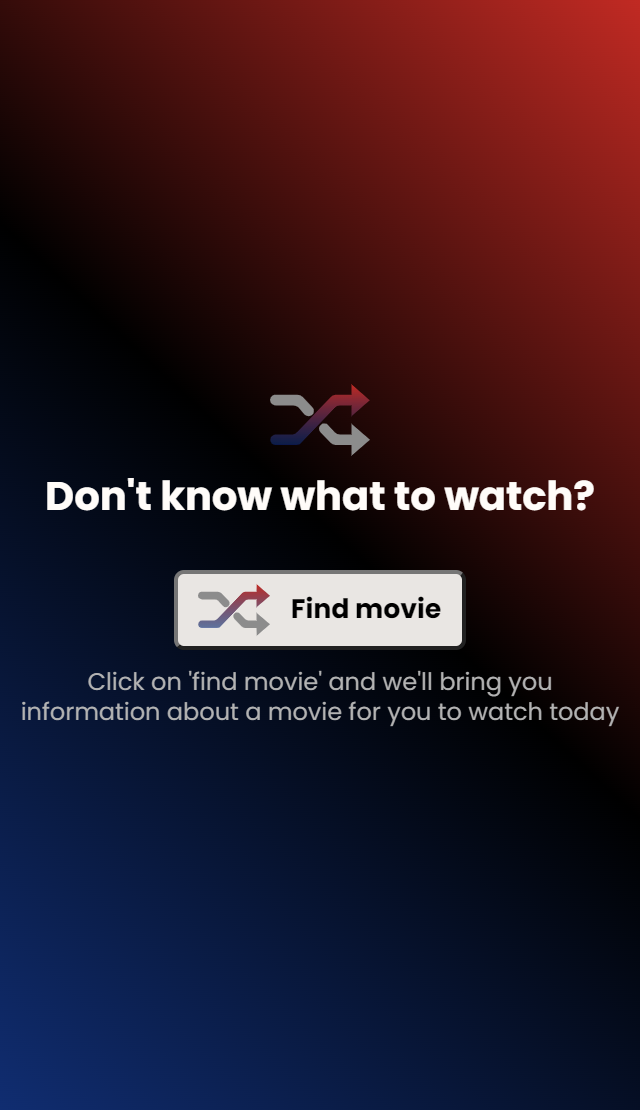 Don't know what to watch?
Find movie
Click on 'find movie' and we'll bring you
information about a movie for you to watch today